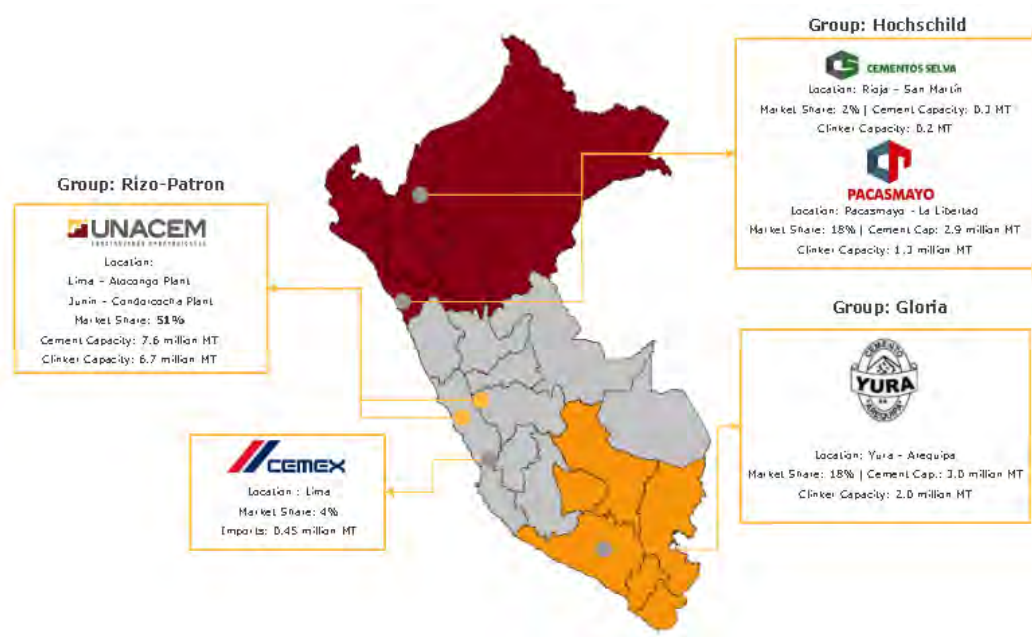 Group: Hochschild
CEMENTOS SELVA
Location: Rioja - San Martín
Market Share: 2% | Cement Capacity: 0.3 MT
Clinker Capacity: 0.2 MT
PACASMAYO
Location: Pacasmayo - La Libertad
Market Share: 18% | Cement Cap: 2.9 million MT
Clinker Capacity: 1.3 million MT
Group: Rizo-Patron
UNACEM
Location:
Lima - Atocongo Plant
Junín - Condorcocha Plant
Market Share: 51%
Cement Capacity: 7.6 million MT
Clinker Capacity: 6.7 million MT
Group: Gloria
CEMENTO
YURA
AREQUIPA
Location: Yura - Arequipa
Market Share: 18% | Cement Cap.: 3.0 million MT
Clinker Capacity: 2.0 million MT
CEMEX
Location : Lima
Market Share: 4%
Imports: 0.45 million MT